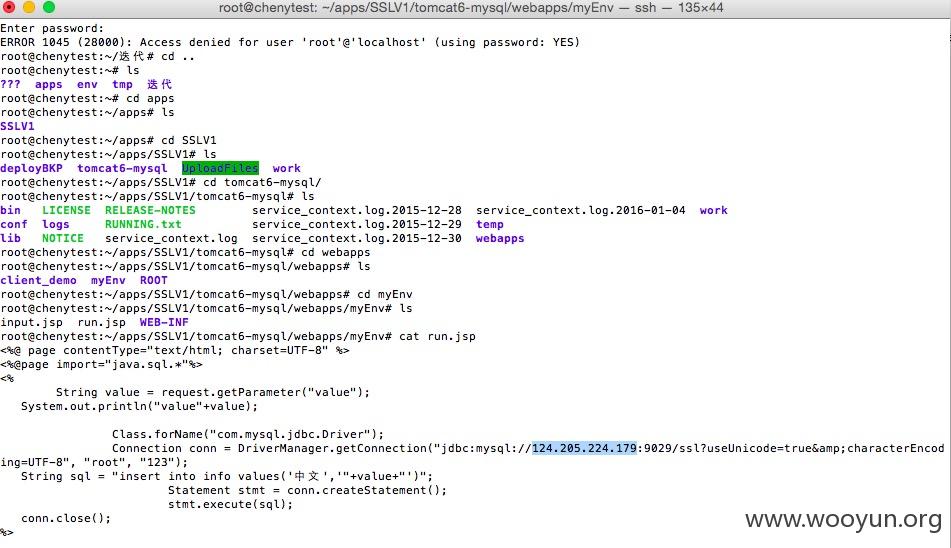 root@chenytest: ~/apps/SSLV1/tomcat6-mysql/webapps/myEnv — ssh — 135×44
Enter password:
ERROR 1045 (28000): Access denied for user 'root'@'localhost' (using password: YES)
root@chenytest:~/迭代# cd ..
root@chenytest:~# ls
???  apps  env  tmp  迭代
root@chenytest:~# cd apps
root@chenytest:~/apps# ls
SSLV1
root@chenytest:~/apps# cd SSLV1
root@chenytest:~/apps/SSLV1# ls
deployBKP  tomcat6-mysql  UploadFiles  work
root@chenytest:~/apps/SSLV1# cd tomcat6-mysql/
root@chenytest:~/apps/SSLV1/tomcat6-mysql# ls
bin   LICENSE  RELEASE-NOTES        service_context.log.2015-12-28  service_context.log.2016-01-04  work
conf  logs     RUNNING.txt          service_context.log.2015-12-29  temp
lib   NOTICE   service_context.log  service_context.log.2015-12-30  webapps
root@chenytest:~/apps/SSLV1/tomcat6-mysql# cd webapps
root@chenytest:~/apps/SSLV1/tomcat6-mysql/webapps# ls
client_demo  myEnv  ROOT
root@chenytest:~/apps/SSLV1/tomcat6-mysql/webapps# cd myEnv
root@chenytest:~/apps/SSLV1/tomcat6-mysql/webapps/myEnv# ls
input.jsp  run.jsp  WEB-INF
root@chenytest:~/apps/SSLV1/tomcat6-mysql/webapps/myEnv# cat run.jsp
<%@ page contentType="text/html; charset=UTF-8" %>
<%@page import="java.sql.*"%>
<%
String value = request.getParameter("value");
System.out.println("value"+value);
Class.forName("com.mysql.jdbc.Driver");
Connection conn = DriverManager.getConnection("jdbc:mysql://124.205.224.179:9029/ssl?useUnicode=true&amp;characterEncod
ing=UTF-8", "root", "123");
String sql = "insert into info values('中文','"+value+"')";
Statement stmt = conn.createStatement();
stmt.execute(sql);
conn.close();
%>
www.wooyun.org